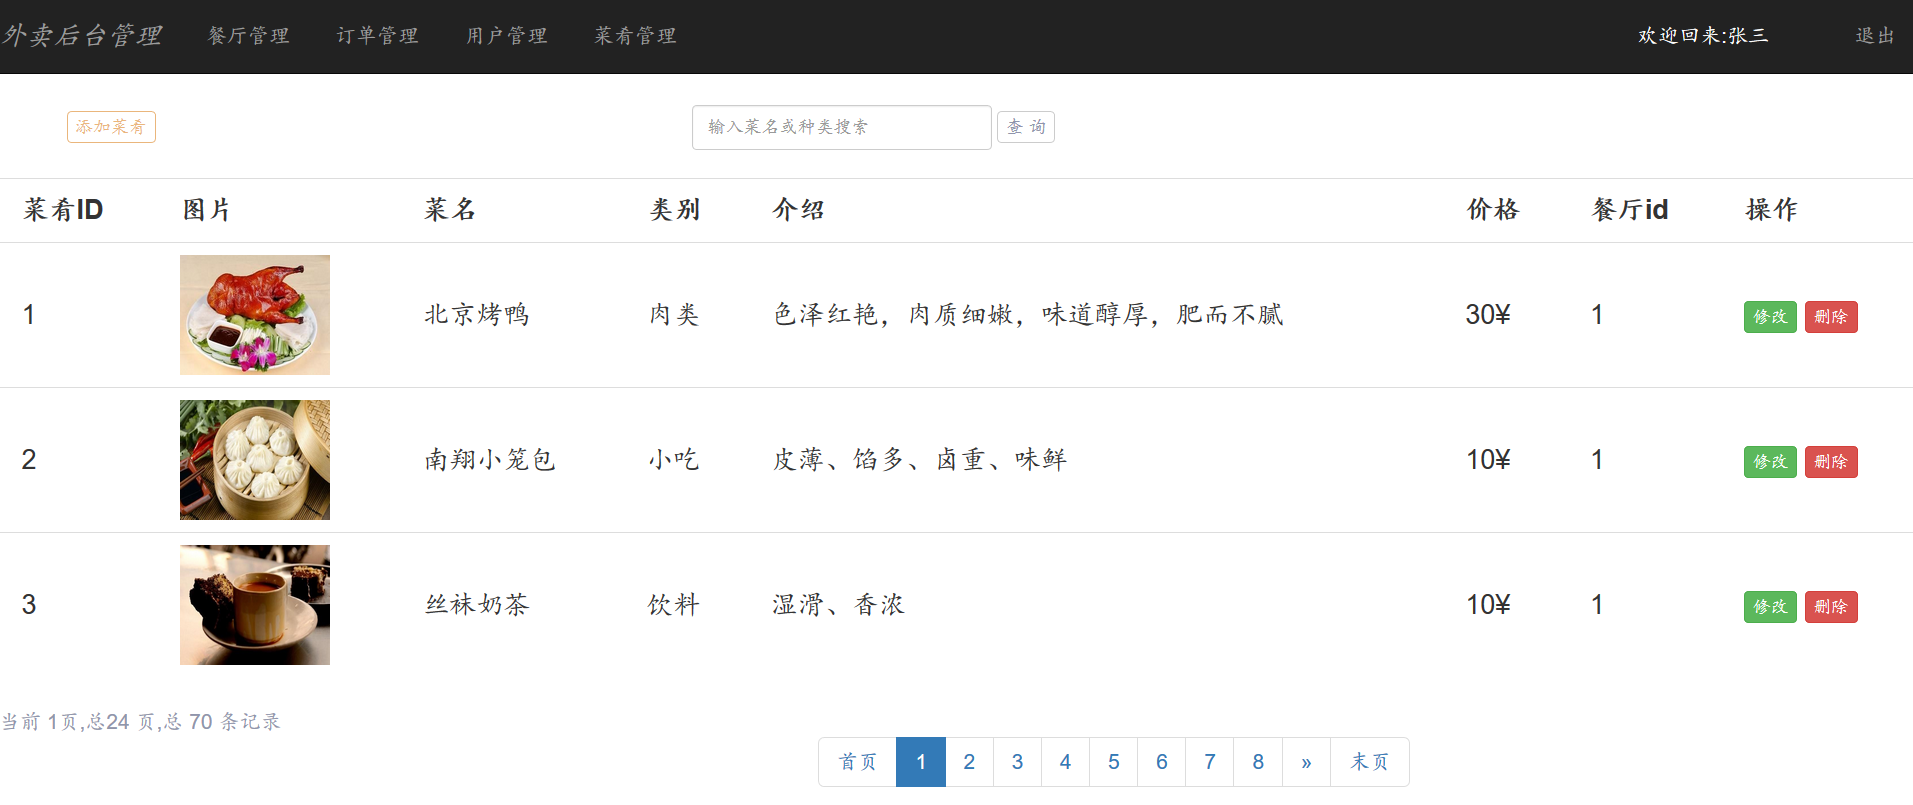 外卖后台管理 餐厅管理 订单管理 用户管理 菜肴管理 欢迎回来:张三 退出
添加菜肴 输入菜名或种类搜索 查 询
菜肴ID 图片 菜名 类别 介绍 价格 餐厅id 操作
1 北京烤鸭 肉类 色泽红艳，肉质细嫩，味道醇厚，肥而不腻 30¥ 1 修改 删除
2 南翔小笼包 小吃 皮薄、馅多、卤重、味鲜 10¥ 1 修改 删除
3 丝袜奶茶 饮料 湿滑、香浓 10¥ 1 修改 删除
当前 1页,总24 页,总 70 条记录
首页 1 2 3 4 5 6 7 8 » 末页